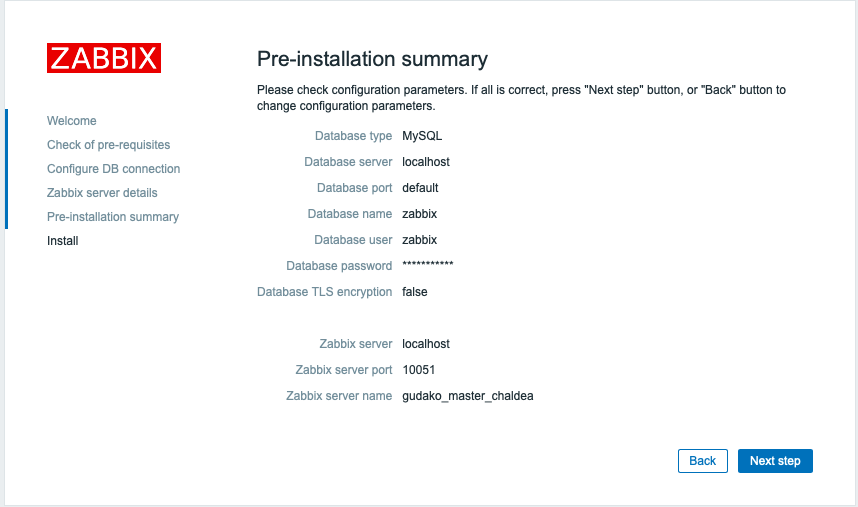 ZABBIX
Welcome
Check of pre-requisites
Configure DB connection
Zabbix server details
Pre-installation summary
Install
Pre-installation summary
Please check configuration parameters. If all is correct, press "Next step" button, or "Back" button to
change configuration parameters.
Database type MySQL
Database server localhost
Database port default
Database name zabbix
Database user zabbix
Database password ***********
Database TLS encryption false
Zabbix server localhost
Zabbix server port 10051
Zabbix server name gudako_master_chaldea
Back Next step